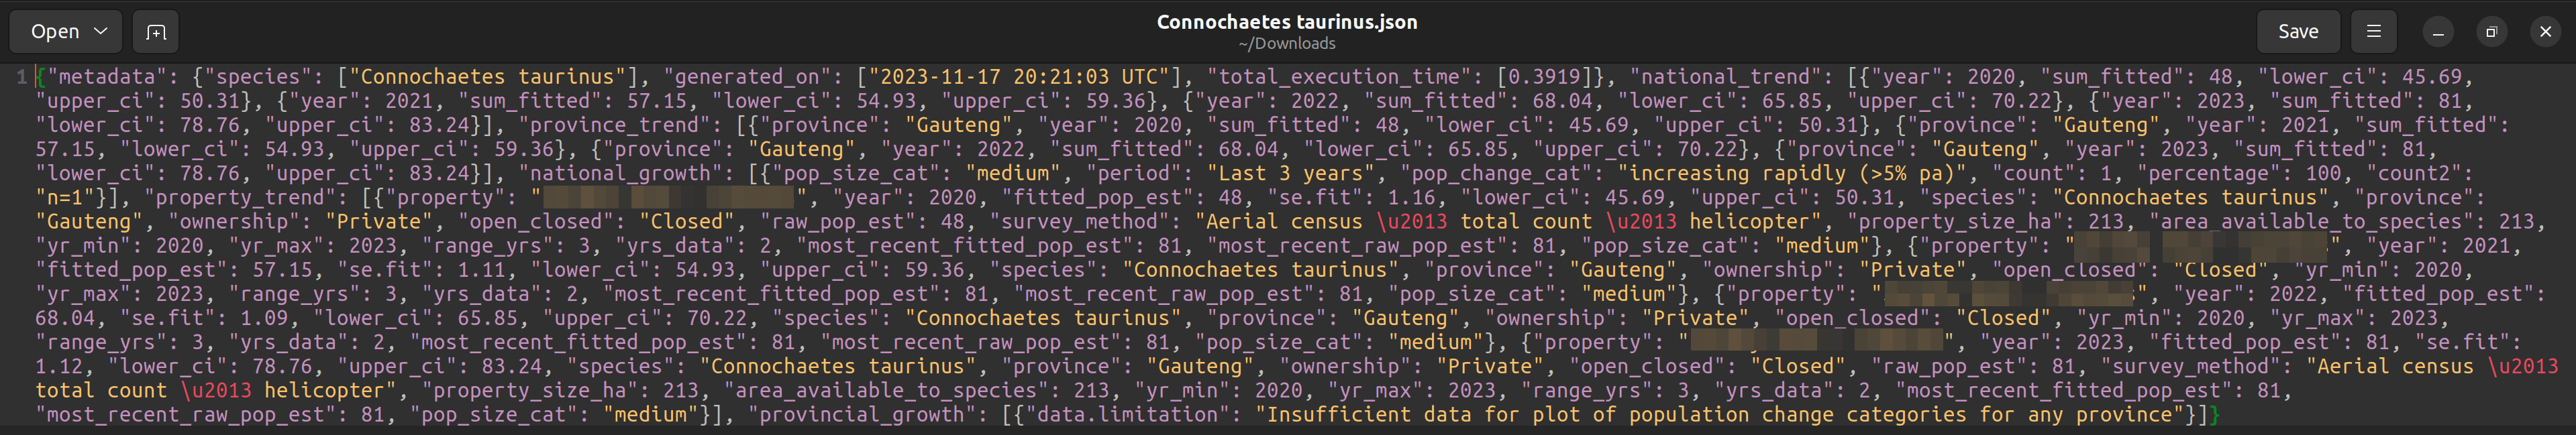 Open
Connochaetes taurinus.json
~/Downloads
Save
1 {"metadata": {"species": ["Connochaetes taurinus"], "generated_on": ["2023-11-17 20:21:03 UTC"], "total_execution_time": [0.3919]}, "national_trend": [{"year": 2020, "sum_fitted": 48, "lower_ci": 45.69,
"upper_ci": 50.31}, {"year": 2021, "sum_fitted": 57.15, "lower_ci": 54.93, "upper_ci": 59.36}, {"year": 2022, "sum_fitted": 68.04, "lower_ci": 65.85, "upper_ci": 70.22}, {"year": 2023, "sum_fitted": 81,
"lower_ci": 78.76, "upper_ci": 83.24}], "province_trend": [{"province": "Gauteng", "year": 2020, "sum_fitted": 48, "lower_ci": 45.69, "upper_ci": 50.31}, {"province": "Gauteng", "year": 2021, "sum_fitted":
57.15, "lower_ci": 54.93, "upper_ci": 59.36}, {"province": "Gauteng", "year": 2022, "sum_fitted": 68.04, "lower_ci": 65.85, "upper_ci": 70.22}, {"province": "Gauteng", "year": 2023, "sum_fitted": 81,
"lower_ci": 78.76, "upper_ci": 83.24}], "national_growth": [{"pop_size_cat": "medium", "period": "Last 3 years", "pop_change_cat": "increasing rapidly (>5% pa)", "count": 1, "percentage": 100, "count2":
"n=1"}], "property_trend": [{"property": "", "year": 2020, "fitted_pop_est": 48, "se.fit": 1.16, "lower_ci": 45.69, "upper_ci": 50.31, "species": "Connochaetes taurinus", "province":
"Gauteng", "ownership": "Private", "open_closed": "Closed", "raw_pop_est": 48, "survey_method": "Aerial census \u2013 total count \u2013 helicopter", "property_size_ha": 213, "area_available_to_species": 213,
"yr_min": 2020, "yr_max": 2023, "range_yrs": 3, "yrs_data": 2, "most_recent_fitted_pop_est": 81, "most_recent_raw_pop_est": 81, "pop_size_cat": "medium"}, {"property": "", "year": 2021,
"fitted_pop_est": 57.15, "se.fit": 1.11, "lower_ci": 54.93, "upper_ci": 59.36, "species": "Connochaetes taurinus", "province": "Gauteng", "ownership": "Private", "open_closed": "Closed", "yr_min": 2020,
"yr_max": 2023, "range_yrs": 3, "yrs_data": 2, "most_recent_fitted_pop_est": 81, "most_recent_raw_pop_est": 81, "pop_size_cat": "medium"}, {"property": "", "year": 2022, "fitted_pop_est":
68.04, "se.fit": 1.09, "lower_ci": 65.85, "upper_ci": 70.22, "species": "Connochaetes taurinus", "province": "Gauteng", "ownership": "Private", "open_closed": "Closed", "yr_min": 2020, "yr_max": 2023,
"range_yrs": 3, "yrs_data": 2, "most_recent_fitted_pop_est": 81, "most_recent_raw_pop_est": 81, "pop_size_cat": "medium"}, {"property": "", "year": 2023, "fitted_pop_est": 81, "se.fit":
1.12, "lower_ci": 78.76, "upper_ci": 83.24, "species": "Connochaetes taurinus", "province": "Gauteng", "ownership": "Private", "open_closed": "Closed", "raw_pop_est": 81, "survey_method": "Aerial census \u2013
total count \u2013 helicopter", "property_size_ha": 213, "area_available_to_species": 213, "yr_min": 2020, "yr_max": 2023, "range_yrs": 3, "yrs_data": 2, "most_recent_fitted_pop_est": 81,
"most_recent_raw_pop_est": 81, "pop_size_cat": "medium"}], "provincial_growth": [{"data.limitation": "Insufficient data for plot of population change categories for any province"}]}